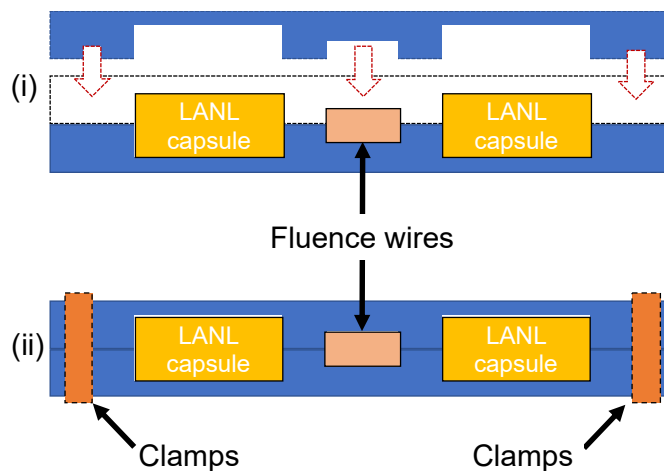 (i)
LANL
capsule
LANL
capsule
Fluence wires
(ii)
LANL
capsule
LANL
capsule
Clamps
Clamps